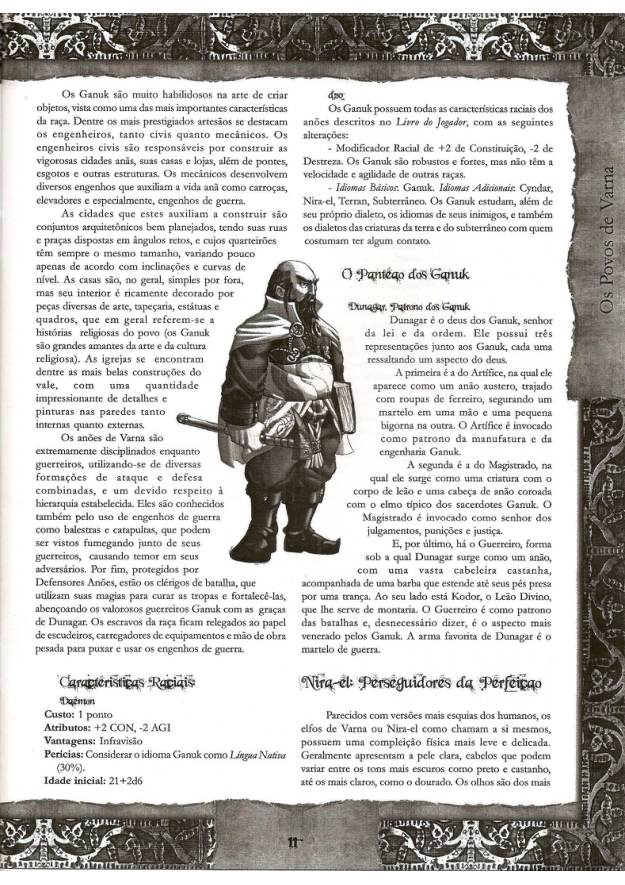 Os Ganuk são muito habilidosos na arte de criar
objetos, vista como uma das mais importantes características
da raça. Dentre os mais prestigiados artesãos se destacam
os engenheiros, tanto civis quanto mecânicos. Os
engenheiros civis são responsáveis por construir as
vigorosas cidades anãs, suas casas e lojas, além de pontes,
esgotos e outras estruturas. Os mecânicos desenvolvem
diversos engenhos que auxiliam a vida anã como carroças,
elevadores e especialmente, engenhos de guerra.
As cidades que estes auxiliam a construir são
conjuntos arquitetônicos bem planejados, tendo suas ruas
e praças dispostas em ângulos retos, e cujos quarteirões
têm sempre o mesmo tamanho, variando pouco
apenas de acordo com inclinações e curvas de
nível. As casas são, no geral, simples por fora,
mas seu interior é ricamente decorado por
peças diversas de arte, tapeçaria, estátuas e
quadros, que em geral referem-se a
histórias religiosas do povo (os Ganuk
são grandes amantes da arte e da cultura
religiosa). As igrejas se encontram
dentre as mais belas construções do
vale, com uma quantidade
impressionante de detalhes e
pinturas nas paredes tanto
internas quanto externas.
Os anões de Varna são
extremamente disciplinados enquanto
guerreiros, utilizando-se de diversas
formações de ataque e defesa
combinadas, e um devido respeito à
hierarquia estabelecida. Eles são conhecidos
também pelo uso de engenhos de guerra
como balestras e catapultas, que podem
ser vistos fumegando junto de seus
guerreiros, causando temor em seus
adversários. Por fim, protegidos por
Defensores Anões, estão os clérigos de batalha, que
utilizam suas magias para curar as tropas e fortalecê-las,
abençoando os valorosos guerreiros Ganuk com as graças
de Dunagar. Os escravos da raça ficam relegados ao papel
de escudeiros, carregadores de equipamentos e mão de obra
pesada para puxar e usar os engenhos de guerra.
Características Raciais
Daemon
Custo: 1 ponto
Atributos: +2 CON, -2 AGI
Vantagens: Infravisão
Perícias: Considerar o idioma Ganuk como Língua Nativa
(30%).
Idade inicial: 21+2d6
d20:
Os Ganuk possuem todas as características raciais dos
anões descritos no Livro do Jogador, com as seguintes
alterações:
- Modificador Racial de +2 de Constituição, -2 de
Destreza. Os Ganuk são robustos e fortes, mas não têm a
velocidade e agilidade de outras raças.
- Idiomas Básicos: Ganuk. Idiomas Adicionais: Cyndar,
Nira-el, Terran, Subterrâneo. Os Ganuk estudam, além de
seu próprio dialeto, os idiomas de seus inimigos, e também
os dialetos das criaturas da terra e do subterrâneo com quem
costumam ter algum contato.
O Panteão dos Ganuk
Dunagar, Patrono dos Ganuk
Dunagar é o deus dos Ganuk, senhor
da lei e da ordem. Ele possui três
representações junto aos Ganuk, cada uma
ressaltando um aspecto do deus.
A primeira é a do Artífice, na qual ele
aparece como um anão austero, trajado
com roupas de ferreiro, segurando um
martelo em uma mão e uma pequena
bigorna na outra. O Artífice é invocado
como patrono da manufatura e da
engenharia Ganuk.
A segunda é a do Magistrado, na
qual ele surge como uma criatura com o
corpo de leão e uma cabeça de anão coroada
com o elmo típico dos sacerdotes Ganuk. O
Magistrado é invocado como senhor dos
julgamentos, punições e justiça.
E, por último, há o Guerreiro, forma
sob a qual Dunagar surge como um anão,
com uma vasta cabeleira castanha,
acompanhada de uma barba que estende até seus pés presa
por uma trança. Ao seu lado está Kodor, o Leão Divino,
que lhe serve de montaria. O Guerreiro é como patrono
das batalhas e, desnecessário dizer, é o aspecto mais
venerado pelos Ganuk. A arma favorita de Dunagar é o
martelo de guerra.
Nira-el: Perseguidores da Perfeição
Parecidos com versões mais esquias dos humanos, os
elfos de Varna ou Nira-el como chamam a si mesmos,
possuem uma compleição física mais leve e delicada.
Geralmente apresentam a pele clara, cabelos que podem
variar entre os tons mais escuros como preto e castanho,
até os mais claros, como o dourado. Os olhos são dos mais
Os Povos de Varna
11